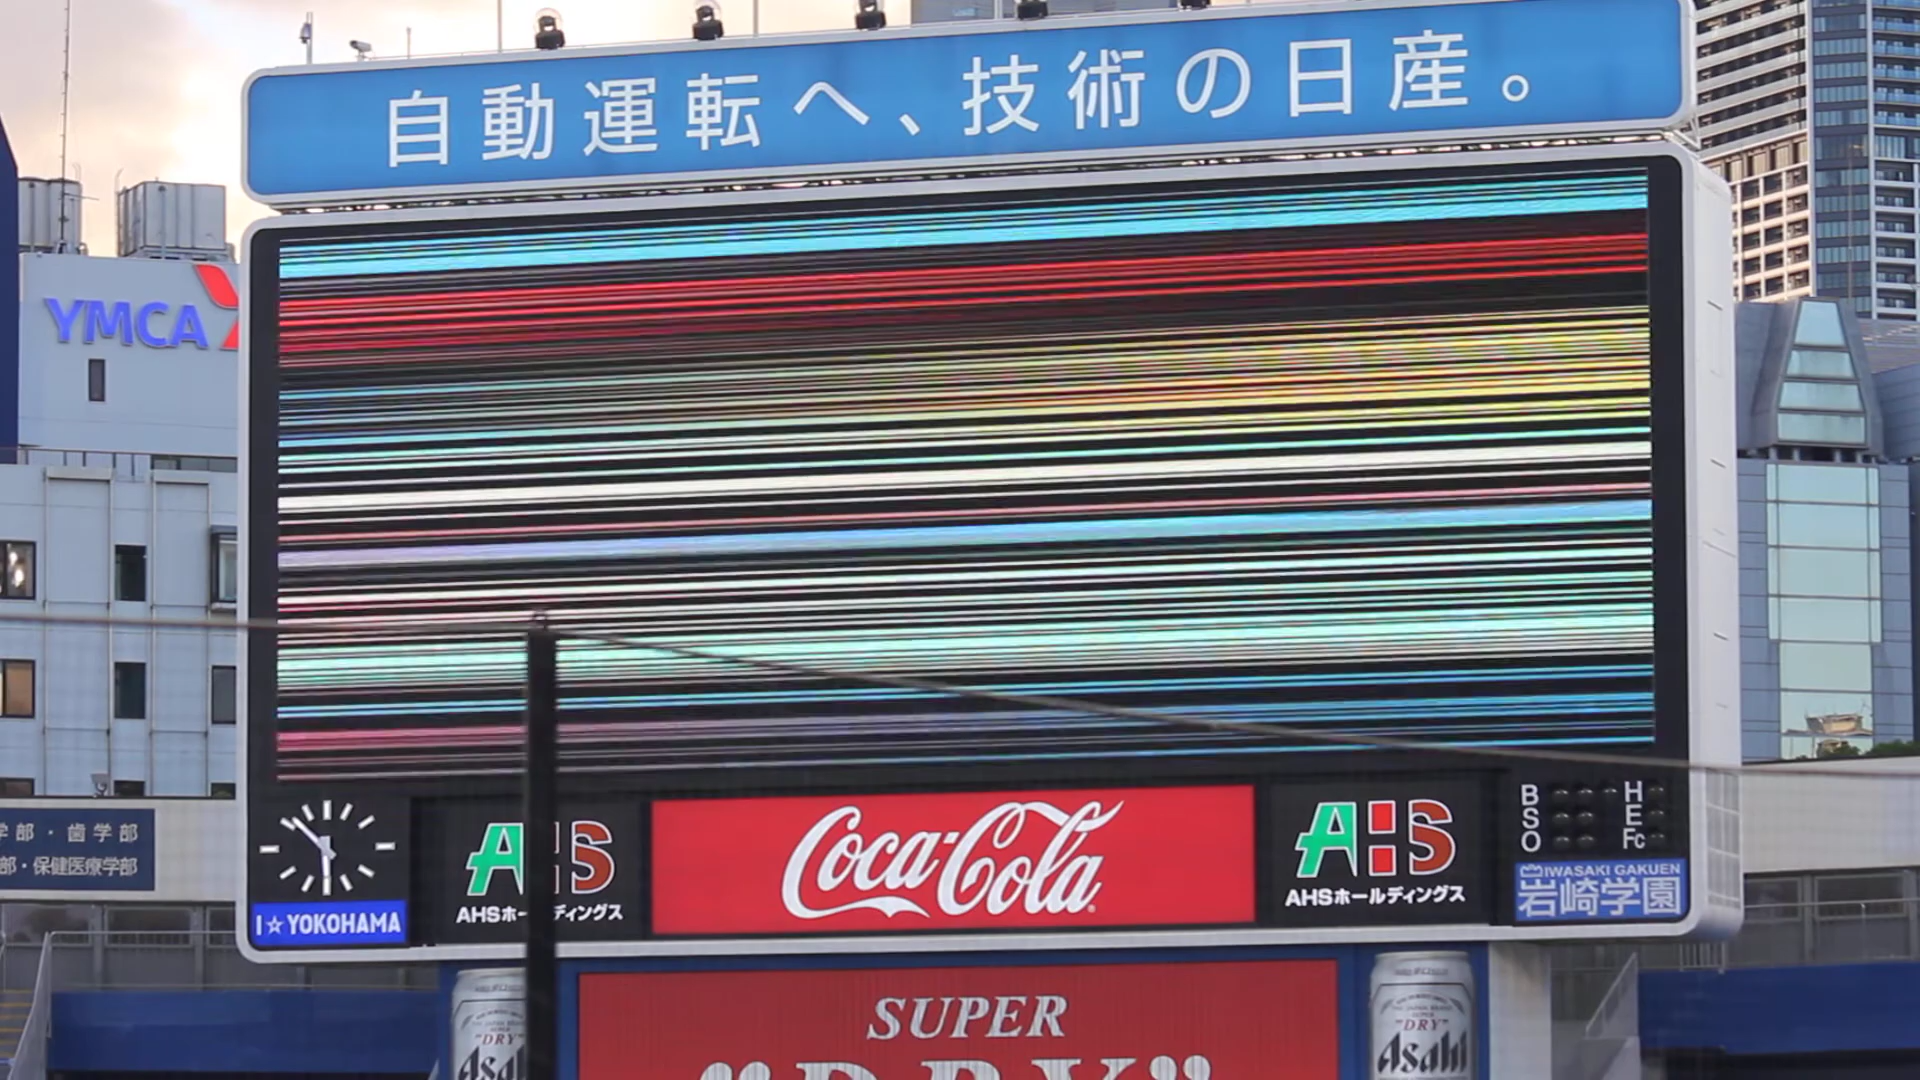 自動運転へ、技術の日産。
YMCA
学部・歯学部
部・保健医療学部
I☆YOKOHAMA
AHS
AHSホー ディングス
Coca-Cola
AHS
AHSホールディングス
B H
S E
O Fc
IWASAKI GAKUEN
岩崎学園
SUPER
"DRY"
"DRY"
Asahi
"DRY"
Asahi